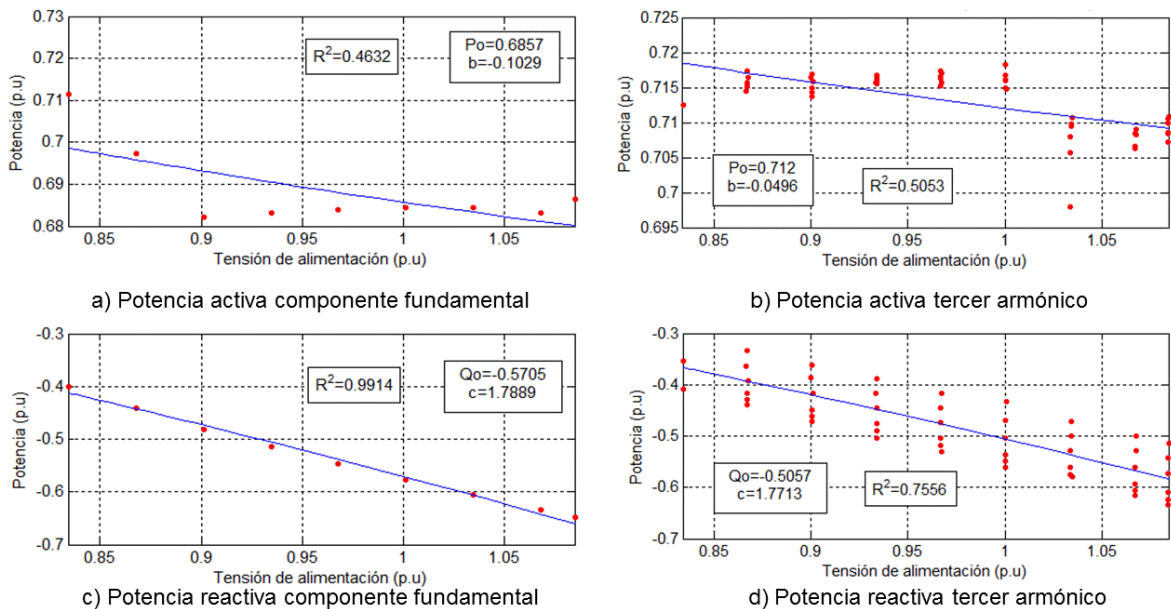 0.73
0.72
0.71
0.7
0.69
0.68
Potencia (p.u)
R²=0.4632
Po=0.6857
b=-0.1029
0.85
0.9
0.95
1
1.05
Tensión de alimentación (p.u)
a) Potencia activa componente fundamental
0.725
0.72
0.715
0.71
0.705
0.7
0.695
Potencia (p.u)
Po=0.712
b=-0.0496
R²=0.5053
0.85
0.9
0.95
1
1.05
Tensión de alimentación (p.u)
b) Potencia activa tercer armónico
-0.3
-0.4
-0.5
-0.6
-0.7
Potencia (p.u)
R²=0.9914
Qo=-0.5705
c=1.7889
0.85
0.9
0.95
1
1.05
Tensión de alimentación (p.u)
c) Potencia reactiva componente fundamental
-0.3
-0.4
-0.5
-0.6
-0.7
Potencia (p.u)
Qo=-0.5057
c=1.7713
R²=0.7556
0.85
0.9
0.95
1
1.05
Tensión de alimentación (p.u)
d) Potencia reactiva tercer armónico